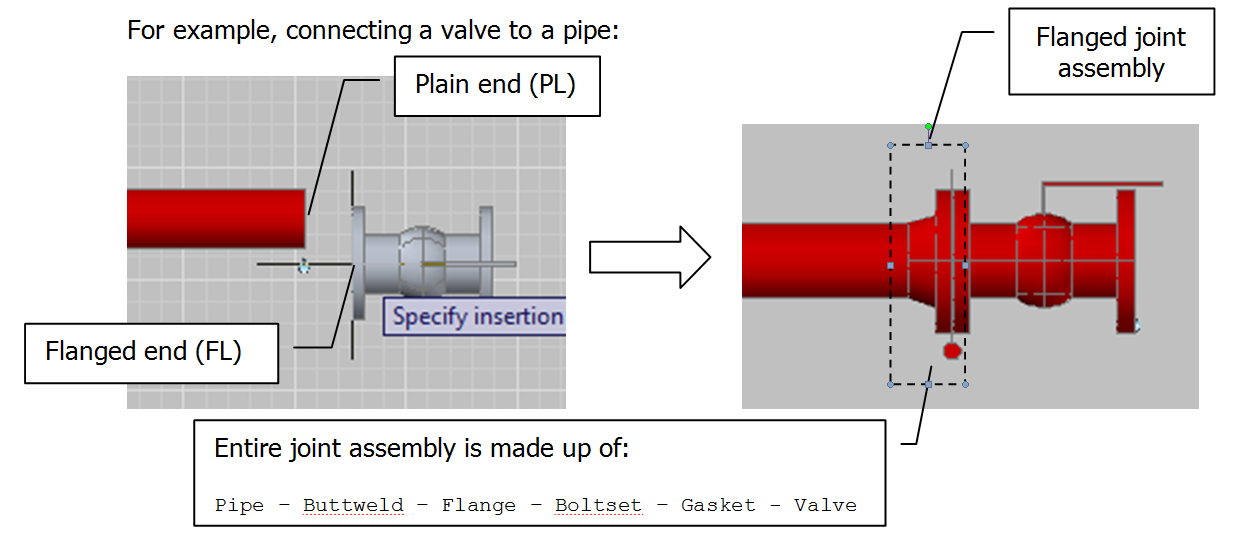 For example, connecting a valve to a pipe:
Plain end (PL)
Flanged joint
assembly
Specify insertion
Flanged end (FL)
Entire joint assembly is made up of:
Pipe – Buttweld – Flange – Boltset – Gasket - Valve